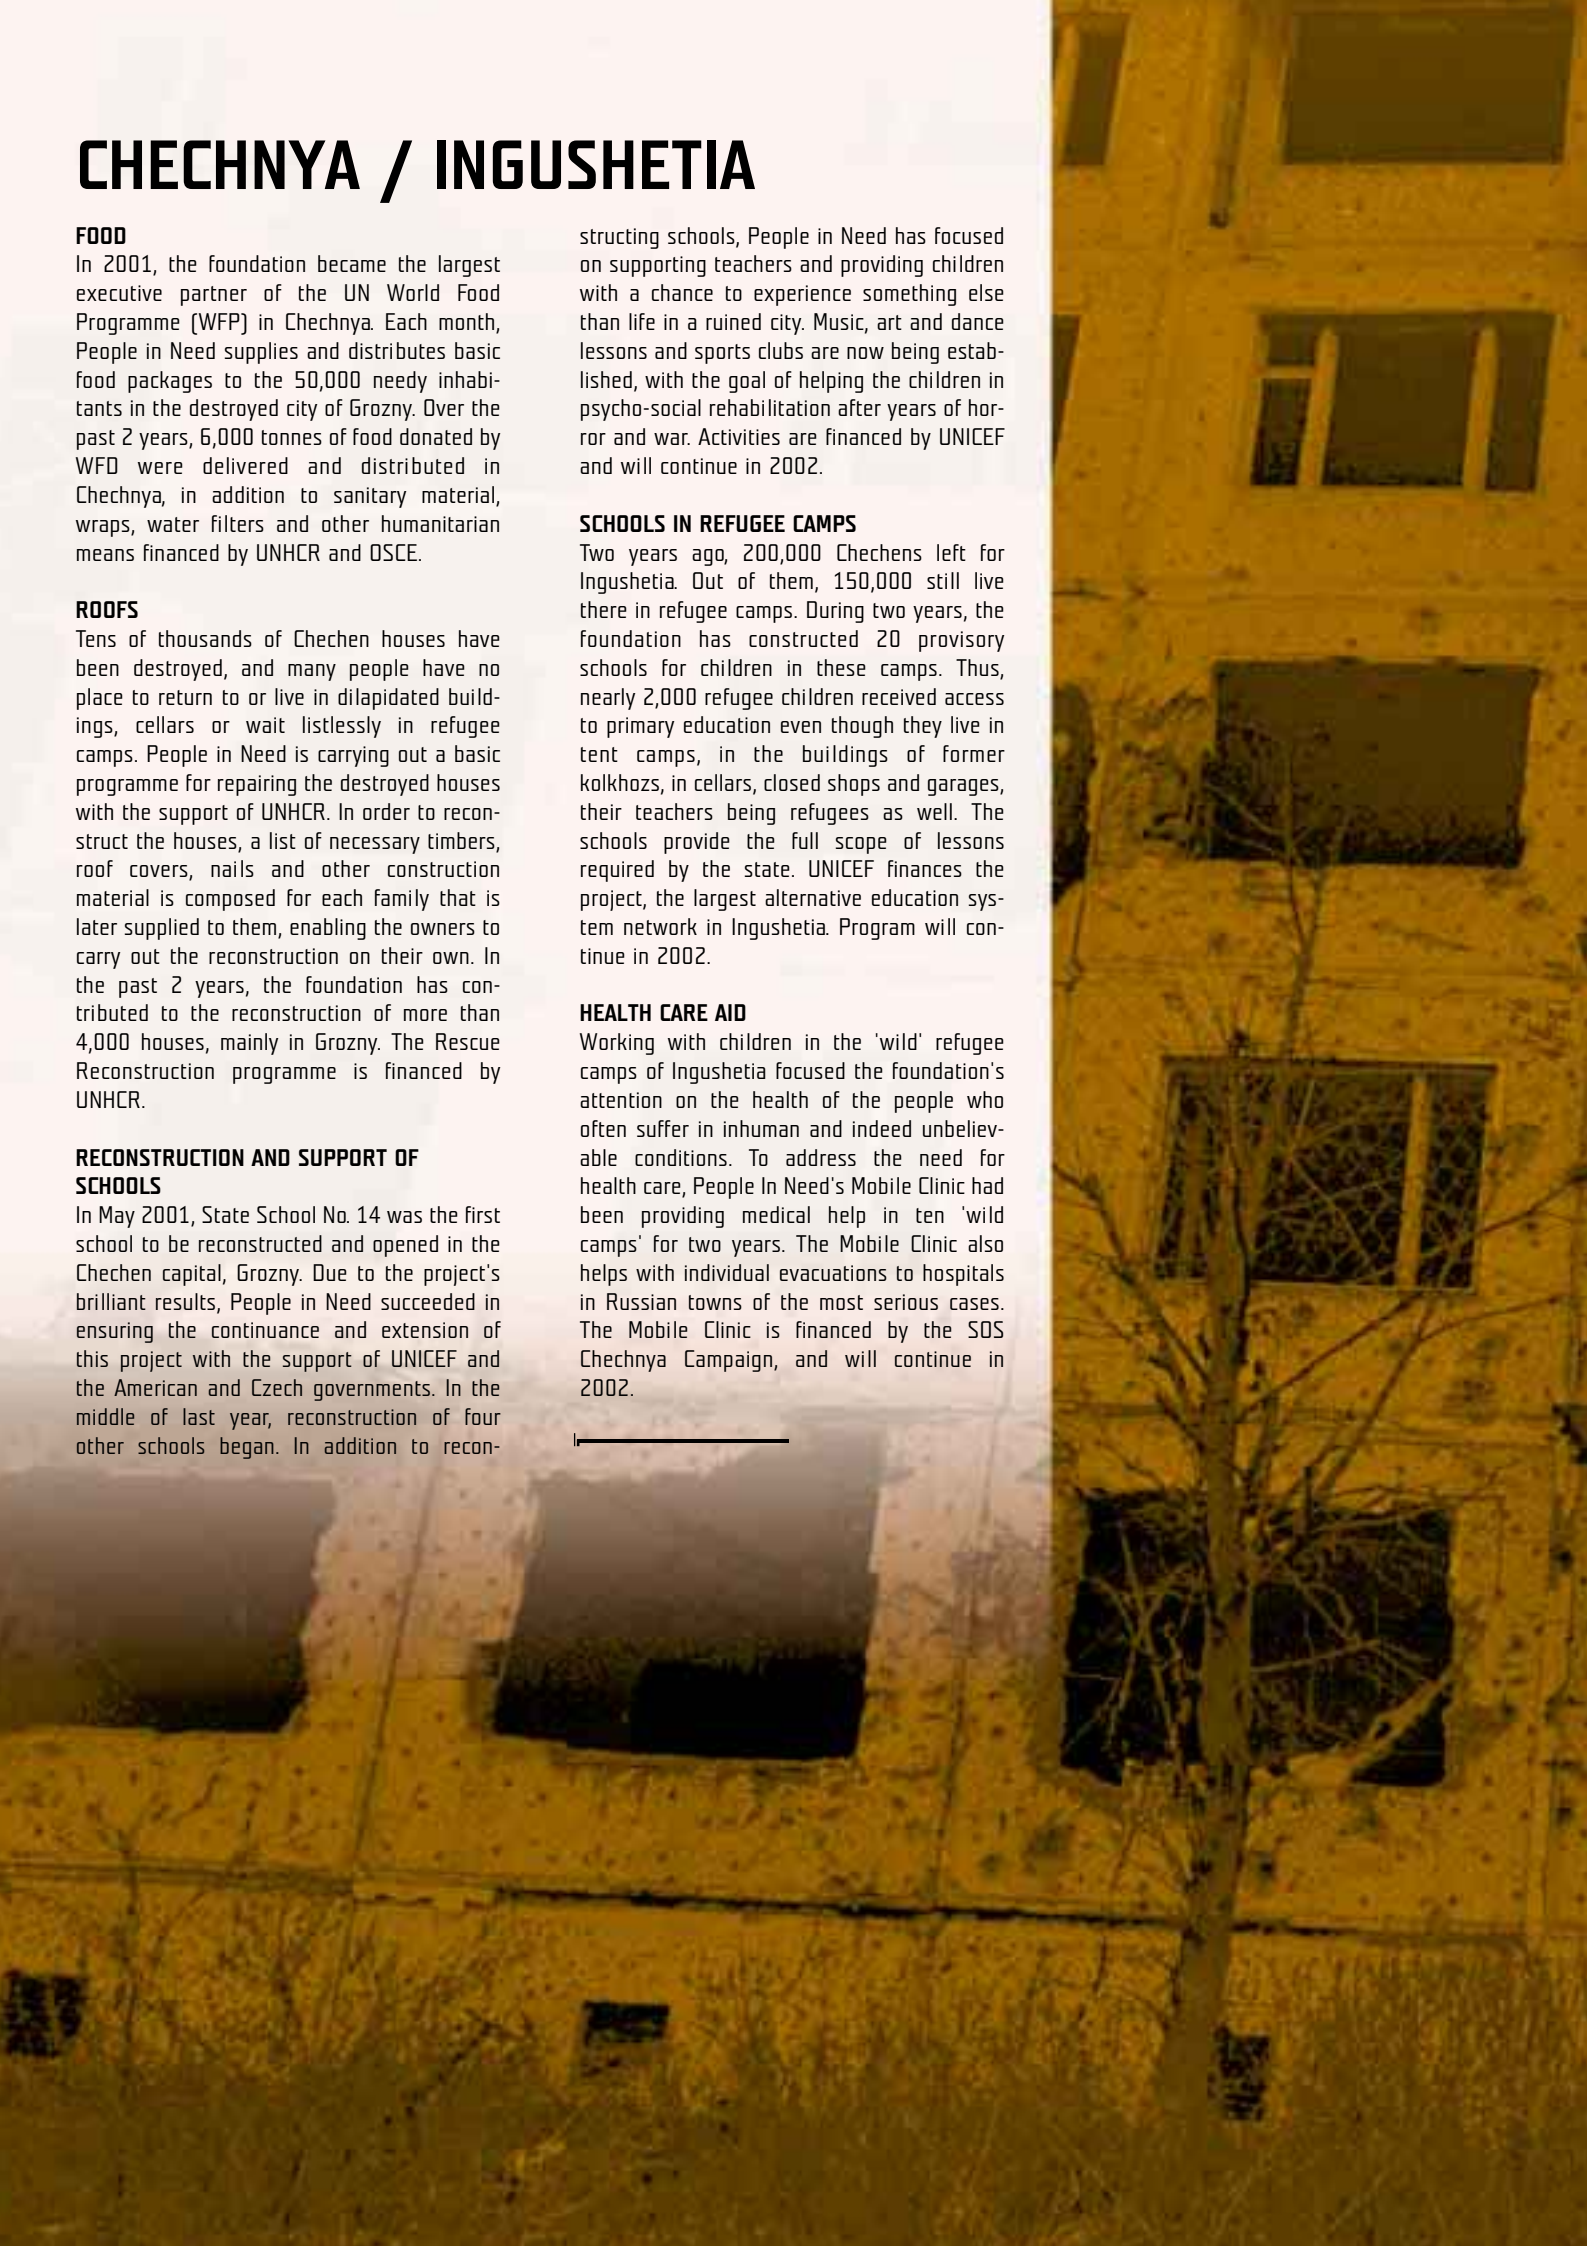 CHECHNYA / INGUSHETIA
FOOD
In 2001, the foundation became the largest
executive partner of the UN World Food
Programme (WFP) in Chechnya. Each month,
People in Need supplies and distributes basic
food packages to the 50,000 needy inhabi-
tants in the destroyed city of Grozny. Over the
past 2 years, 6,000 tonnes of food donated by
WFD were delivered and distributed in
Chechnya, in addition to sanitary material,
wraps, water filters and other humanitarian
means financed by UNHCR and OSCE.
ROOFS
Tens of thousands of Chechen houses have
been destroyed, and many people have no
place to return to or live in dilapidated build-
ings, cellars or wait listlessly in refugee
camps. People in Need is carrying out a basic
programme for repairing the destroyed houses
with the support of UNHCR. In order to recon-
struct the houses, a list of necessary timbers,
roof covers, nails and other construction
material is composed for each family that is
later supplied to them, enabling the owners to
carry out the reconstruction on their own. In
the past 2 years, the foundation has con-
tributed to the reconstruction of more than
4,000 houses, mainly in Grozny. The Rescue
Reconstruction programme is financed by
UNHCR.
RECONSTRUCTION AND SUPPORT OF
SCHOOLS
In May 2001, State School No. 14 was the first
school to be reconstructed and opened in the
Chechen capital, Grozny. Due to the project's
brilliant results, People in Need succeeded in
ensuring the continuance and extension of
this project with the support of UNICEF and
the American and Czech governments. In the
middle of last year, reconstruction of four
other schools began. In addition to recon-
structing schools, People in Need has focused
on supporting teachers and providing children
with a chance to experience something else
than life in a ruined city. Music, art and dance
lessons and sports clubs are now being estab-
lished, with the goal of helping the children in
psycho-social rehabilitation after years of hor-
ror and war. Activities are financed by UNICEF
and will continue in 2002.
SCHOOLS IN REFUGEE CAMPS
Two years ago, 200,000 Chechens left for
Ingushetia. Out of them, 150,000 still live
there in refugee camps. During two years, the
foundation has constructed 20 provisory
schools for children in these camps. Thus,
nearly 2,000 refugee children received access
to primary education even though they live in
tent camps, in the buildings of former
kolkhozs, in cellars, closed shops and garages,
their teachers being refugees as well. The
schools provide the full scope of lessons
required by the state. UNICEF finances the
project, the largest alternative education sys-
tem network in Ingushetia. Program will con-
tinue in 2002.
HEALTH CARE AID
Working with children in the 'wild' refugee
camps of Ingushetia focused the foundation's
attention on the health of the people who
often suffer in inhuman and indeed unbeliev-
able conditions. To address the need for
health care, People In Need's Mobile Clinic had
been providing medical help in ten 'wild
camps' for two years. The Mobile Clinic also
helps with individual evacuations to hospitals
in Russian towns of the most serious cases.
The Mobile Clinic is financed by the SOS
Chechnya Campaign, and will continue in
2002.